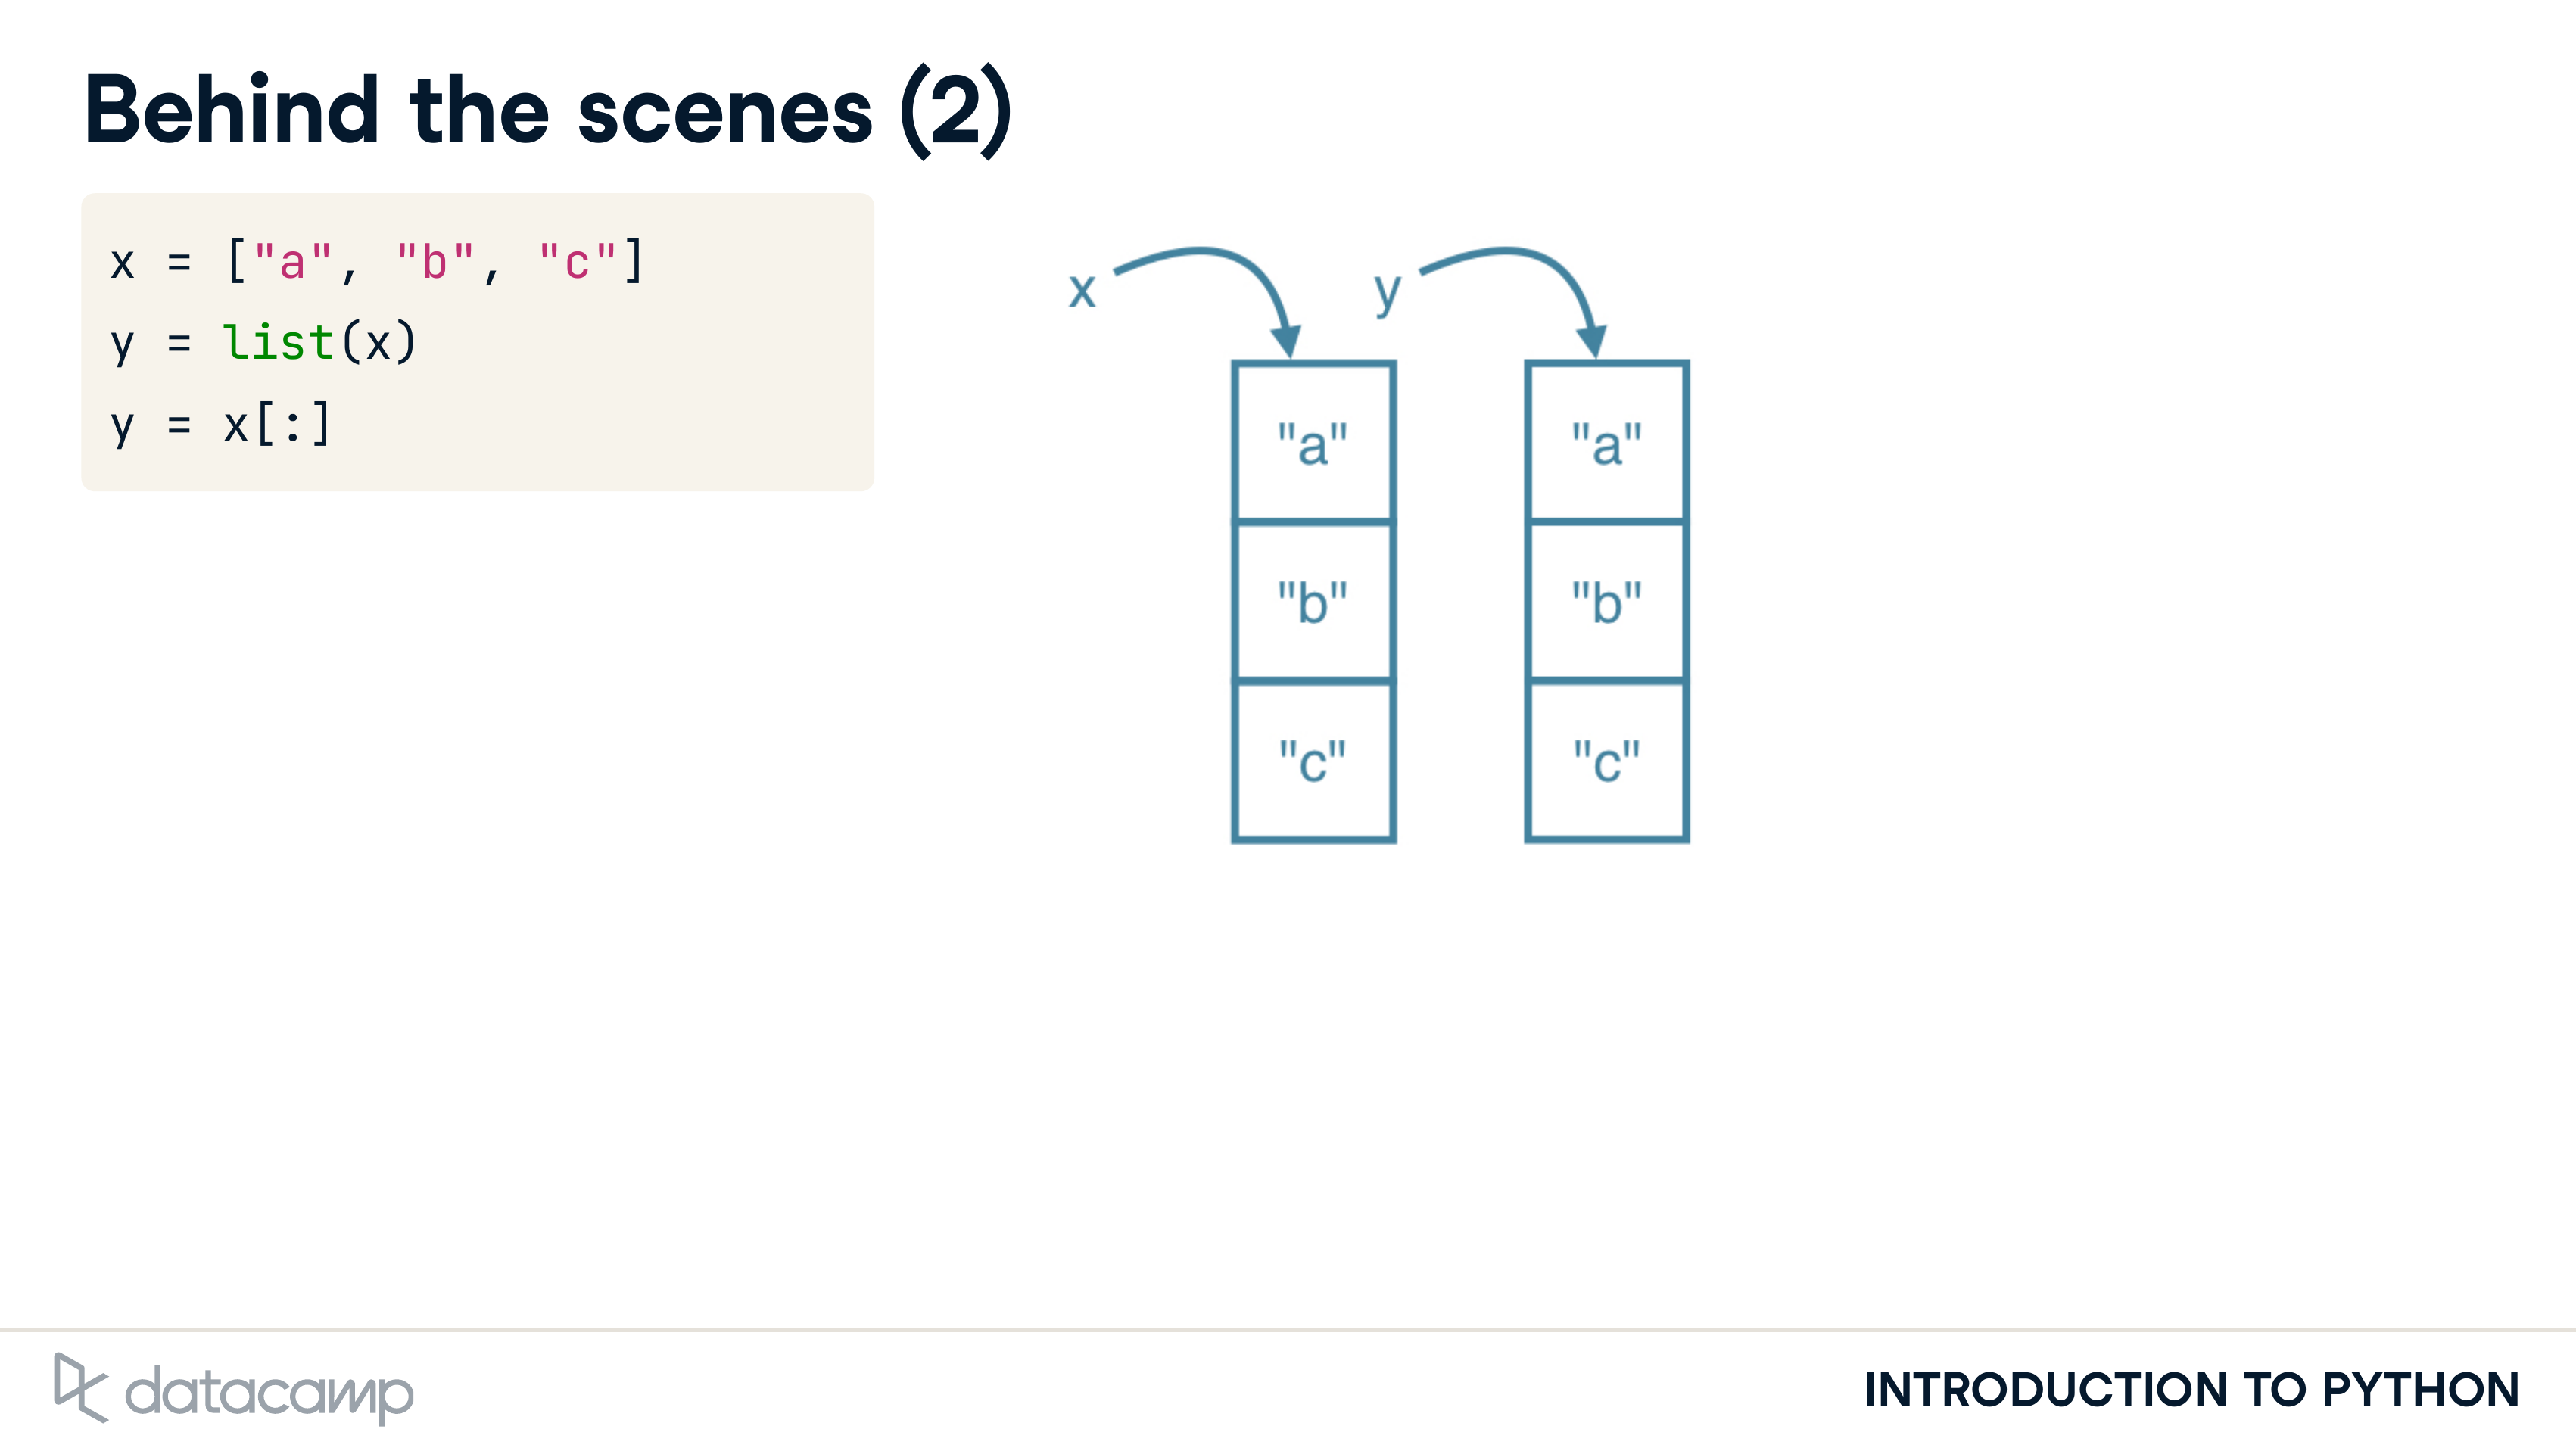 Behind the scenes (2)
x = ["a", "b", "c"]
y = list(x)
y = x[:]
x y
"a" "a"
"b" "b"
"c" "c"
datacamp
INTRODUCTION TO PYTHON